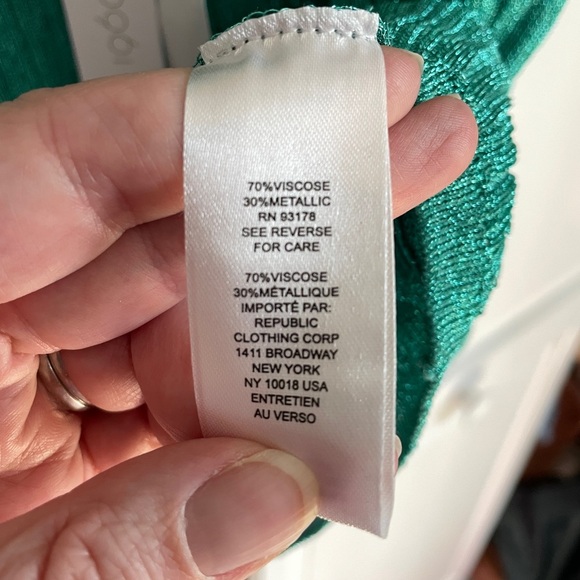 1960
70%VISCOSE
30%METALLIC
RN 93178
SEE REVERSE
FOR CARE
70%VISCOSE
30%MÉTALLIQUE
IMPORTÉ PAR:
REPUBLIC
CLOTHING CORP
1411 BROADWAY
NEW YORK
NY 10018 USA
ENTRETIEN
AU VERSO